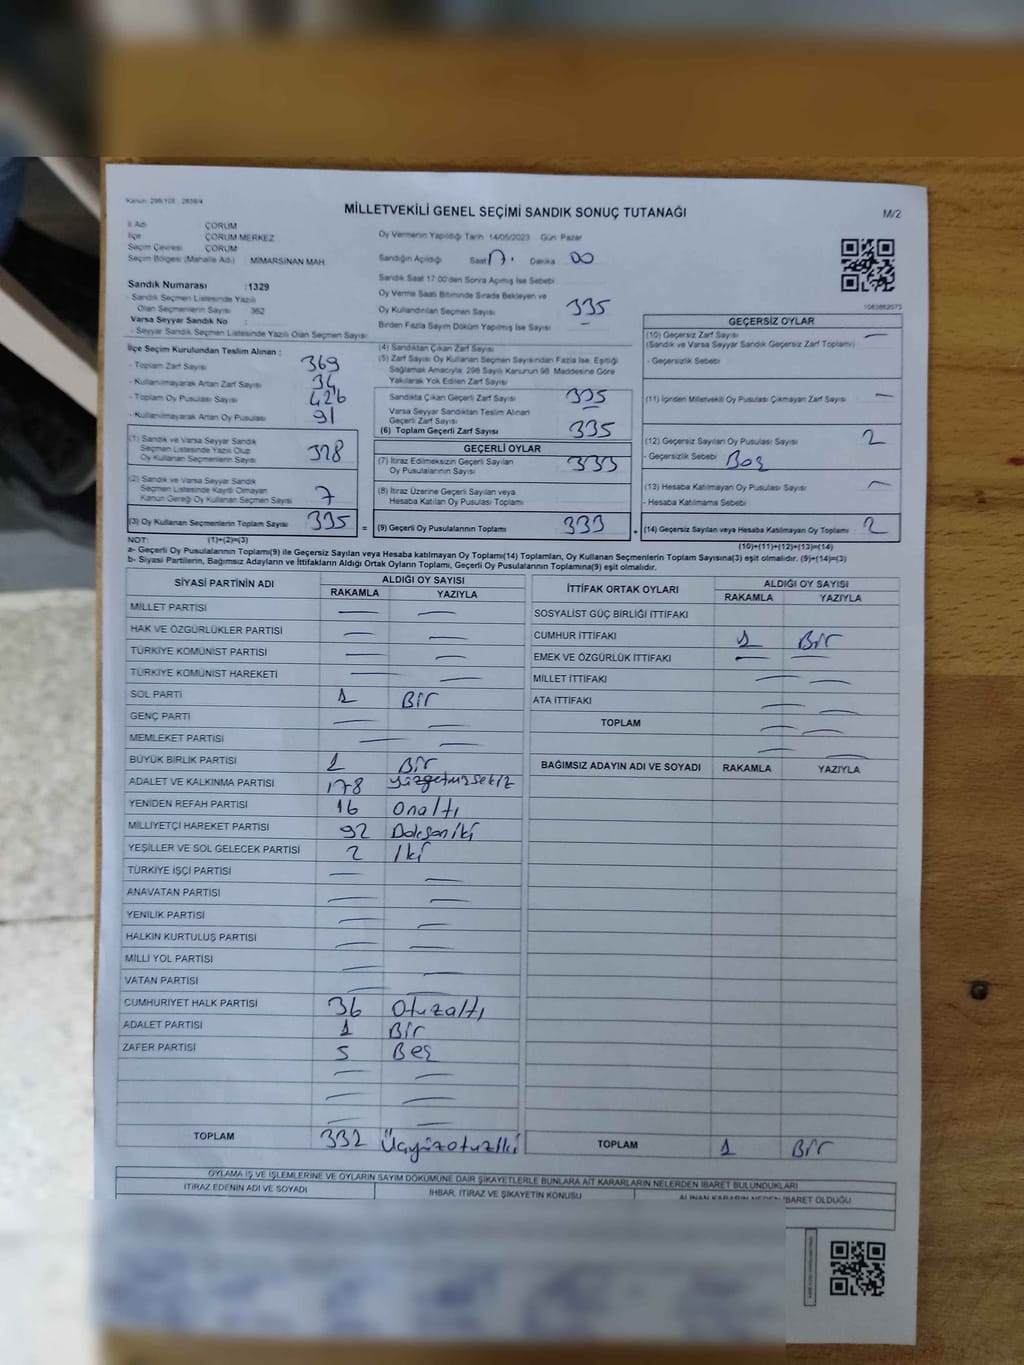 Kanun: 298/105 , 2839/4
MİLLETVEKİLİ GENEL SEÇİMİ SANDIK SONUÇ TUTANAĞI
M/2
İl Adı ÇORUM
İlçe ÇORUM MERKEZ
Seçim Çevresi ÇORUM
Seçim Bölgesi (Mahalle Adı) MİMARSİNAN MAH.
Oy Vermenin Yapıldığı Tarih :14/05/2023 Gün: Pazar
Sandığın Açıldığı Saat 17. Dakika 00
Sandık Saat 17:00'den Sonra Açımış İse Sebebi
Oy Verme Saati Bitiminde Sırada Bekleyen ve
Oy Kullandırılan Seçmen Sayısı 335
Birden Fazla Sayım Döküm Yapılmış İse Sayısı –
Sandık Numarası :1329
- Sandık Seçmen Listesinde Yazılı
Olan Seçmenlerin Sayısı 362
Varsa Seyyar Sandık No :
- Seyyar Sandık Seçmen Listesinde Yazılı Olan Seçmen Sayısı:
1083862073
İlçe Seçim Kurulundan Teslim Alınan :
- Toplam Zarf Sayısı 369
- Kullanılmayarak Artan Zarf Sayısı 34
- Toplam Oy Pusulası Sayısı 426
- Kullanılmayarak Artan Oy Pusulası 91
(1) Sandık ve Varsa Seyyar Sandık
Seçmen Listesinde Yazılı Olup
Oy Kullanan Seçmenlerin Sayısı 328
(2) Sandık ve Varsa Seyyar Sandık
Seçmen Listesinde Kayıtlı Olmayan
Kanun Gereği Oy Kullanan Seçmen Sayısı 7
(3) Oy Kullanan Seçmenlerin Toplam Sayısı 335 =
(4) Sandıktan Çıkan Zarf Sayısı
(5) Zarf Sayısı Oy Kullanan Seçmen Sayısından Fazla İse, Eşitliği
Sağlamak Amacıyla; 298 Sayılı Kanunun 98. Maddesine Göre
Yakılarak Yok Edilen Zarf Sayısı
Sandıkta Çıkan Geçerli Zarf Sayısı 335
Varsa Seyyar Sandıktan Teslim Alınan
Geçerli Zarf Sayısı –
(6) Toplam Geçerli Zarf Sayısı 335
GEÇERLİ OYLAR
(7) İtiraz Edilmeksizin Geçerli Sayılan
Oy Pusulalarının Sayısı 333
(8) İtiraz Üzerine Geçerli Sayılan veya
Hesaba Katılan Oy Pusulası Toplamı
(9) Geçerli Oy Pusulalarının Toplamı 333
GEÇERSİZ OYLAR
(10) Geçersiz Zarf Sayısı –
(Sandık ve Varsa Seyyar Sandık Geçersiz Zarf Toplamı)
- Geçersizlik Sebebi
(11) İçinden Milletvekili Oy Pusulası Çıkmayan Zarf Sayısı –
(12) Geçersiz Sayılan Oy Pusulası Sayısı 2
- Geçersizlik Sebebi Boş
(13) Hesaba Katılmayan Oy Pusulası Sayısı –
- Hesaba Katılmama Sebebi
(14) Geçersiz Sayılan veya Hesaba Katılmayan Oy Toplamı 2
NOT: (1)+(2)=(3)
(10)+(11)+(12)+(13)=(14)
a- Geçerli Oy Pusulalarının Toplamı(9) ile Geçersiz Sayılan veya Hesaba katılmayan Oy Toplamı(14) Toplamları, Oy Kullanan Seçmenlerin Toplam Sayısına(3) eşit olmalıdır. (9)+(14)=(3)
b- Siyasi Partilerin, Bağımsız Adayların ve İttifakların Aldığı Ortak Oyların Toplamı, Geçerli Oy Pusulalarının Toplamına(9) eşit olmalıdır.
SİYASİ PARTİNİN ADI ALDIĞI OY SAYISI
RAKAMLA YAZIYLA
MİLLET PARTİSİ — —
HAK VE ÖZGÜRLÜKLER PARTİSİ — —
TÜRKİYE KOMÜNİST PARTİSİ — —
TÜRKİYE KOMÜNİST HAREKETİ — —
SOL PARTİ 1 Bir
GENÇ PARTİ — —
MEMLEKET PARTİSİ — —
BÜYÜK BİRLİK PARTİSİ 1 Bir
ADALET VE KALKINMA PARTİSİ 178 yüzyetmişsekiz
YENİDEN REFAH PARTİSİ 16 Onaltı
MİLLİYETÇİ HAREKET PARTİSİ 92 Doksaniki
YEŞİLLER VE SOL GELECEK PARTİSİ 2 İki
TÜRKİYE İŞÇİ PARTİSİ — —
ANAVATAN PARTİSİ — —
YENİLİK PARTİSİ — —
HALKIN KURTULUŞ PARTİSİ — —
MİLLİ YOL PARTİSİ — —
VATAN PARTİSİ — —
CUMHURİYET HALK PARTİSİ 36 Otuzaltı
ADALET PARTİSİ 1 Bir
ZAFER PARTİSİ 5 Beş
TOPLAM 332 Üçyüzotuziki
İTTİFAK ORTAK OYLARI ALDIĞI OY SAYISI
RAKAMLA YAZIYLA
SOSYALİST GÜÇ BİRLİĞİ İTTİFAKI
CUMHUR İTTİFAKI 1 Bir
EMEK VE ÖZGÜRLÜK İTTİFAKI — —
MİLLET İTTİFAKI — —
ATA İTTİFAKI — —
TOPLAM — —
BAĞIMSIZ ADAYIN ADI VE SOYADI RAKAMLA YAZIYLA
TOPLAM 1 Bir
OYLAMA İŞ VE İŞLEMLERİNE VE OYLARIN SAYIM DÖKÜMÜNE DAİR ŞİKAYETLERLE BUNLARA AİT KARARLARIN NELERDEN İBARET BULUNDUKLARI
İTİRAZ EDENİN ADI VE SOYADI İHBAR, İTİRAZ VE ŞİKAYETİN KONUSU ALINAN KARARIN NEDEN İBARET OLDUĞU